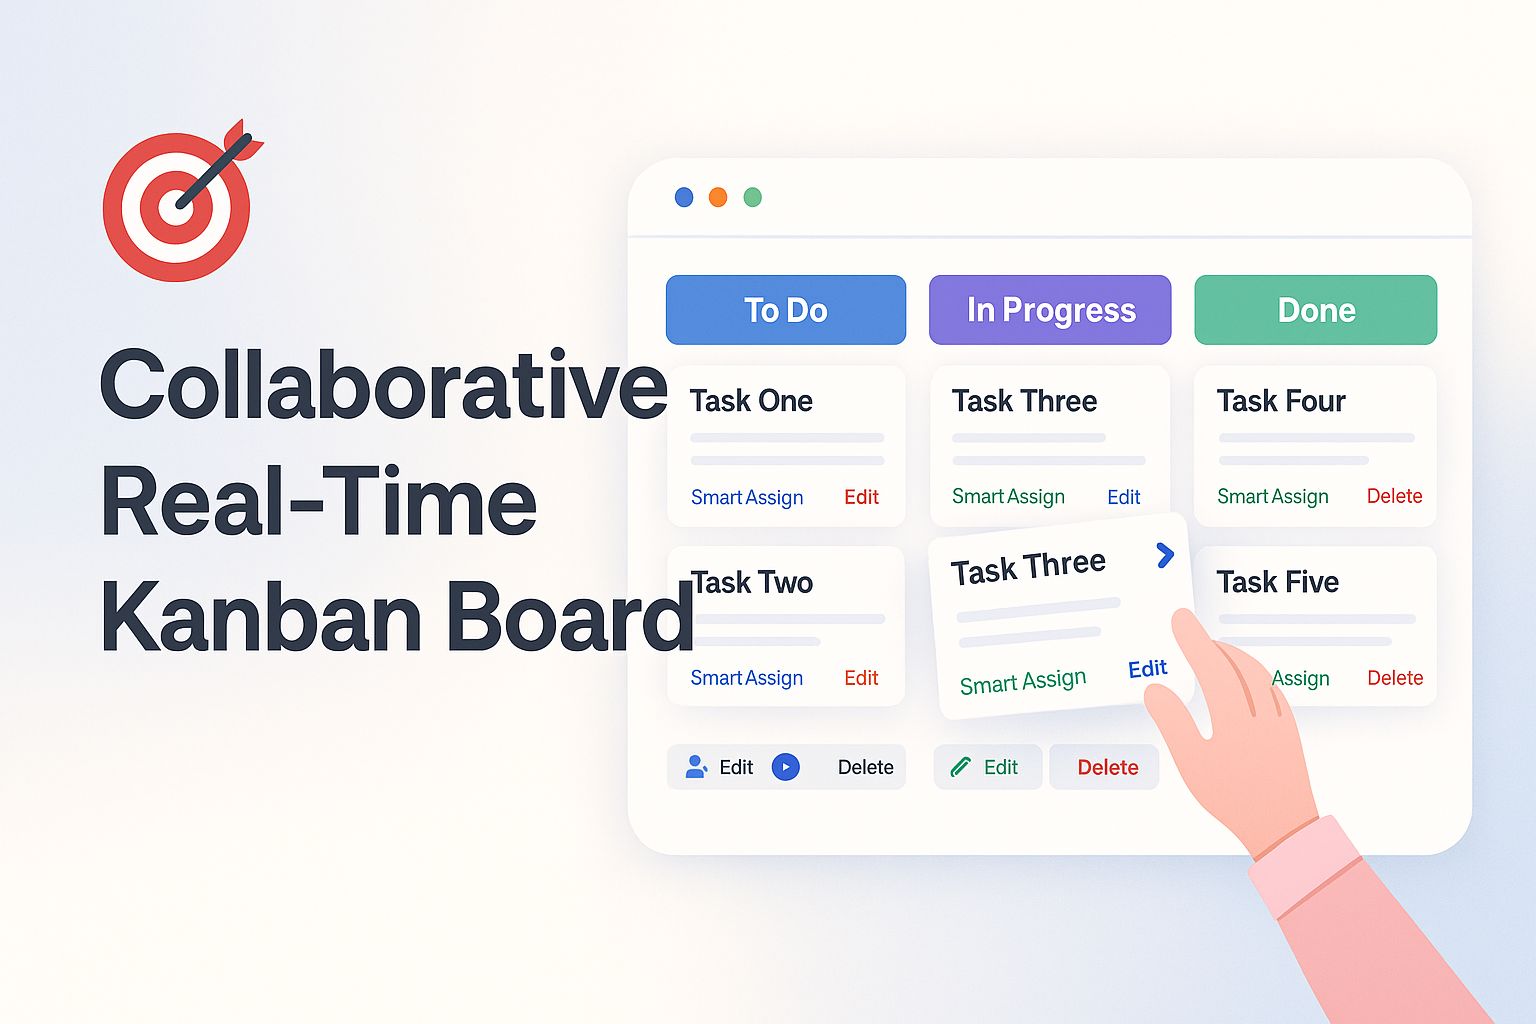 Collaborative
Real-Time
Kanban Board
To Do
In Progress
Done
Task One
Smart Assign Edit
Task Two
Smart Assign Edit
Edit Delete
Task Three
Smart Assign Edit
Task Three
Smart Assign Edit
Edit Delete
Task Four
Smart Assign Delete
Task Five
Assign Delete